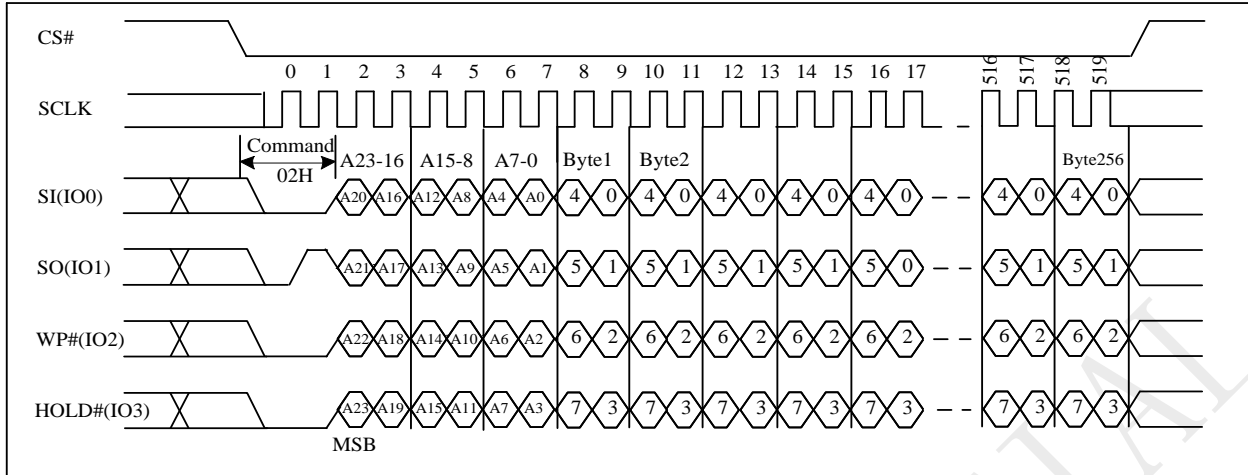 CS#
0 1 2 3 4 5 6 7 8 9 10 11 12 13 14 15 16 17 516 517 518 519
SCLK
Command
02H
A23-16 A15-8 A7-0 Byte1 Byte2 Byte256
SI(IO0) A20 A16 A12 A8 A4 A0 4 0 4 0 4 0 4 0 4 0 4 0 4 0
SO(IO1) A21 A17 A13 A9 A5 A1 5 1 5 1 5 1 5 1 5 0 5 1 5 1
WP#(IO2) A22 A18 A14 A10 A6 A2 6 2 6 2 6 2 6 2 6 2 6 2 6 2
HOLD#(IO3) A23 A19 A15 A11 A7 A3 7 3 7 3 7 3 7 3 7 3 7 3 7 3
MSB